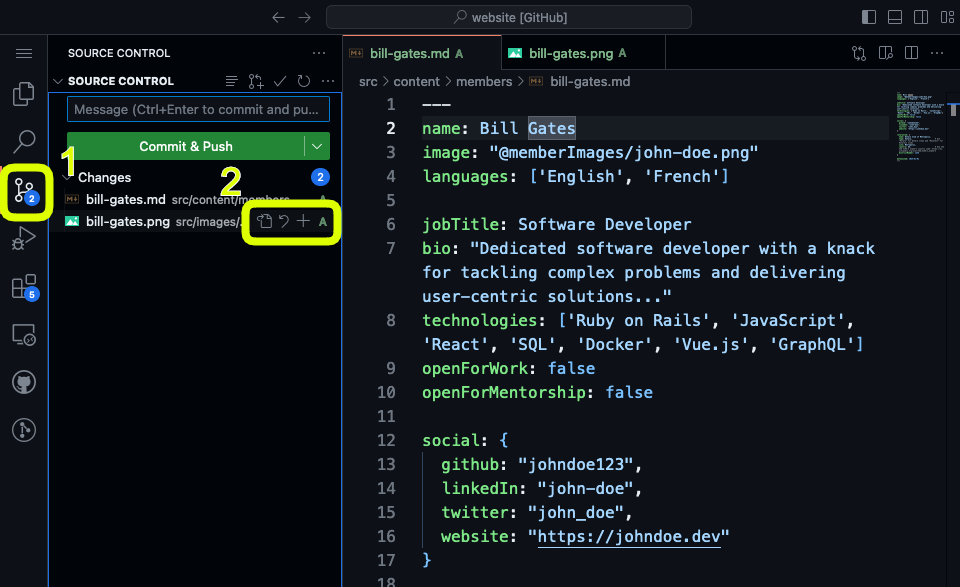 website [GitHub]
SOURCE CONTROL
SOURCE CONTROL
Message (Ctrl+Enter to commit and pu...
Commit & Push
1
Changes 2
2
2
bill-gates.md src/content/members A
bill-gates.png src/images/... A
5
bill-gates.md A
bill-gates.png A
src > content > members > bill-gates.md
1 ---
2 name: Bill Gates
3 image: "@memberImages/john-doe.png"
4 languages: ['English', 'French']
5
6 jobTitle: Software Developer
7 bio: "Dedicated software developer with a knack
for tackling complex problems and delivering
user-centric solutions..."
8 technologies: ['Ruby on Rails', 'JavaScript',
'React', 'SQL', 'Docker', 'Vue.js', 'GraphQL']
9 openForWork: false
10 openForMentorship: false
11
12 social: {
13 github: "johndoe123",
14 linkedIn: "john-doe",
15 twitter: "john_doe",
16 website: "https://johndoe.dev"
17 }
18